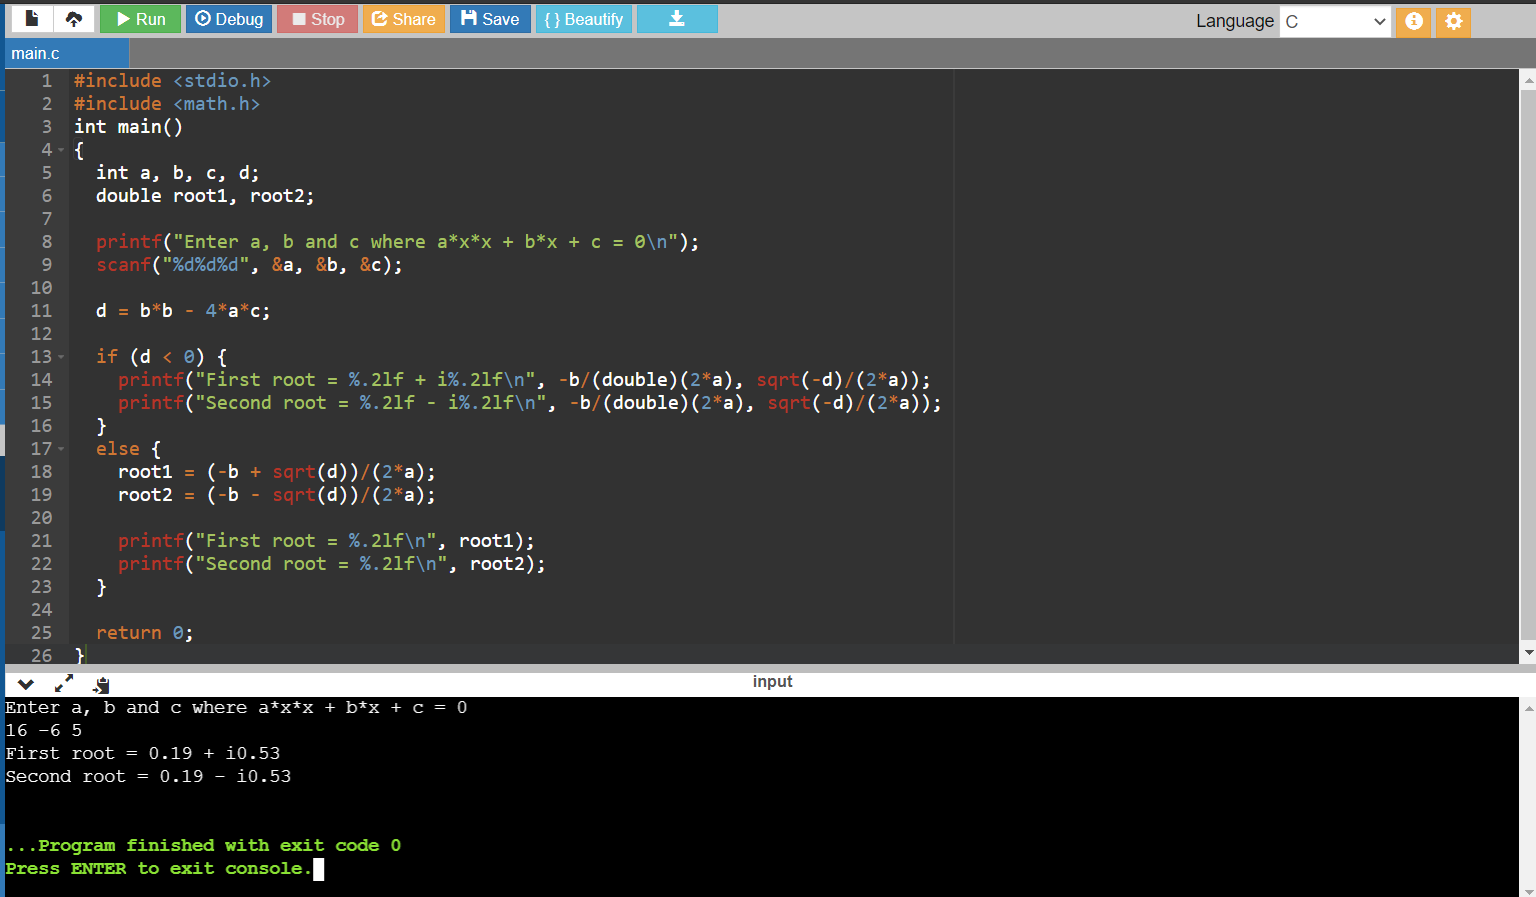 Run Debug Stop Share Save { } Beautify Language C
main.c
1 #include <stdio.h>
2 #include <math.h>
3 int main()
4 {
5   int a, b, c, d;
6   double root1, root2;
7
8   printf("Enter a, b and c where a*x*x + b*x + c = 0\n");
9   scanf("%d%d%d", &a, &b, &c);
10
11   d = b*b - 4*a*c;
12
13   if (d < 0) {
14     printf("First root = %.2lf + i%.2lf\n", -b/(double)(2*a), sqrt(-d)/(2*a));
15     printf("Second root = %.2lf - i%.2lf\n", -b/(double)(2*a), sqrt(-d)/(2*a));
16   }
17   else {
18     root1 = (-b + sqrt(d))/(2*a);
19     root2 = (-b - sqrt(d))/(2*a);
20
21     printf("First root = %.2lf\n", root1);
22     printf("Second root = %.2lf\n", root2);
23   }
24
25   return 0;
26 }
input
Enter a, b and c where a*x*x + b*x + c = 0
16 -6 5
First root = 0.19 + i0.53
Second root = 0.19 - i0.53
...Program finished with exit code 0
Press ENTER to exit console.